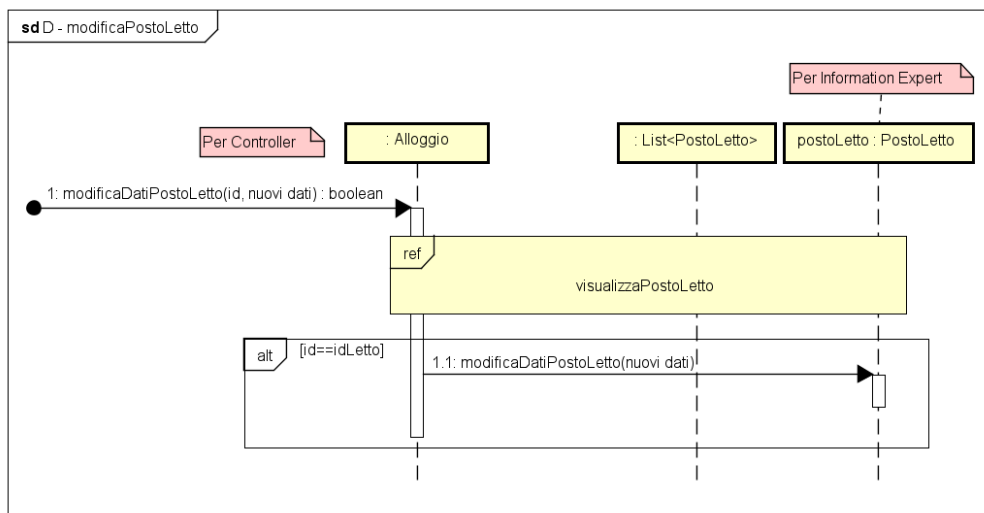 sd D - modificaPostoLetto
Per Information Expert
Per Controller
: Alloggio
: List<PostoLetto>
postoLetto : PostoLetto
1: modificaDatiPostoLetto(id, nuovi dati) : boolean
ref
visualizzaPostoLetto
alt
[id==idLetto]
1.1: modificaDatiPostoLetto(nuovi dati)